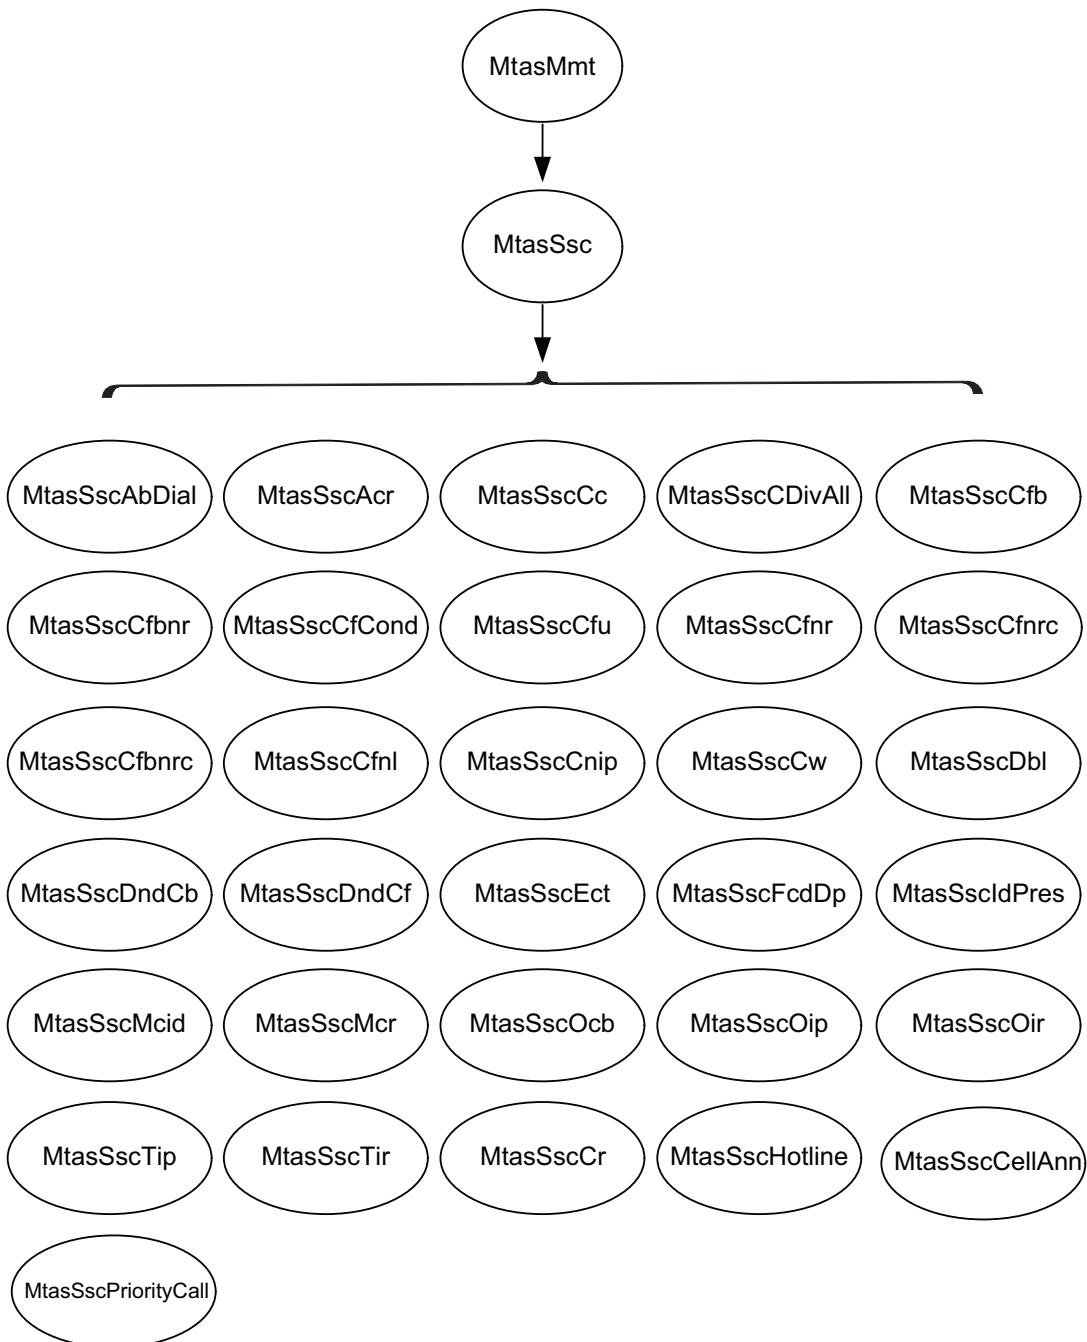 MtasMmt
MtasSsc
MtasSscAbDial
MtasSscAcr
MtasSscCc
MtasSscCDivAll
MtasSscCfb
MtasSscCfbnr
MtasSscCfCond
MtasSscCfu
MtasSscCfnr
MtasSscCfnrc
MtasSscCfbnrc
MtasSscCfnl
MtasSscCnip
MtasSscCw
MtasSscDbl
MtasSscDndCb
MtasSscDndCf
MtasSscEct
MtasSscFcdDp
MtasSscIdPres
MtasSscMcid
MtasSscMcr
MtasSscOcb
MtasSscOip
MtasSscOir
MtasSscTip
MtasSscTir
MtasSscCr
MtasSscHotline
MtasSscCellAnn
MtasSscPriorityCall